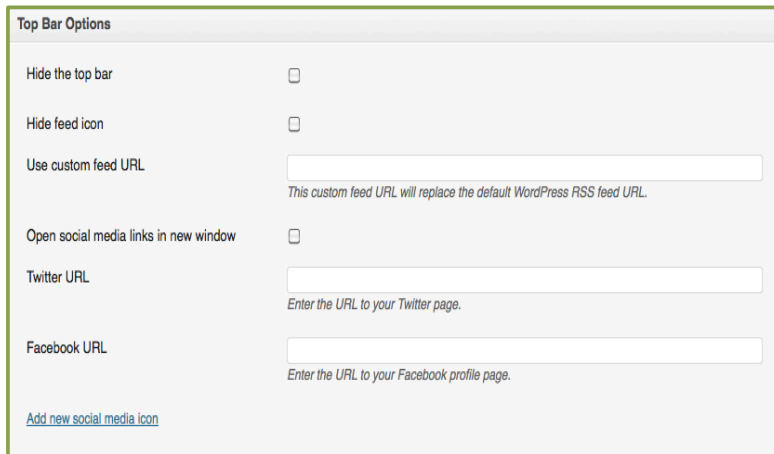 Top Bar Options
Hide the top bar
Hide feed icon
Use custom feed URL
This custom feed URL will replace the default WordPress RSS feed URL.
Open social media links in new window
Twitter URL
Enter the URL to your Twitter page.
Facebook URL
Enter the URL to your Facebook profile page.
Add new social media icon